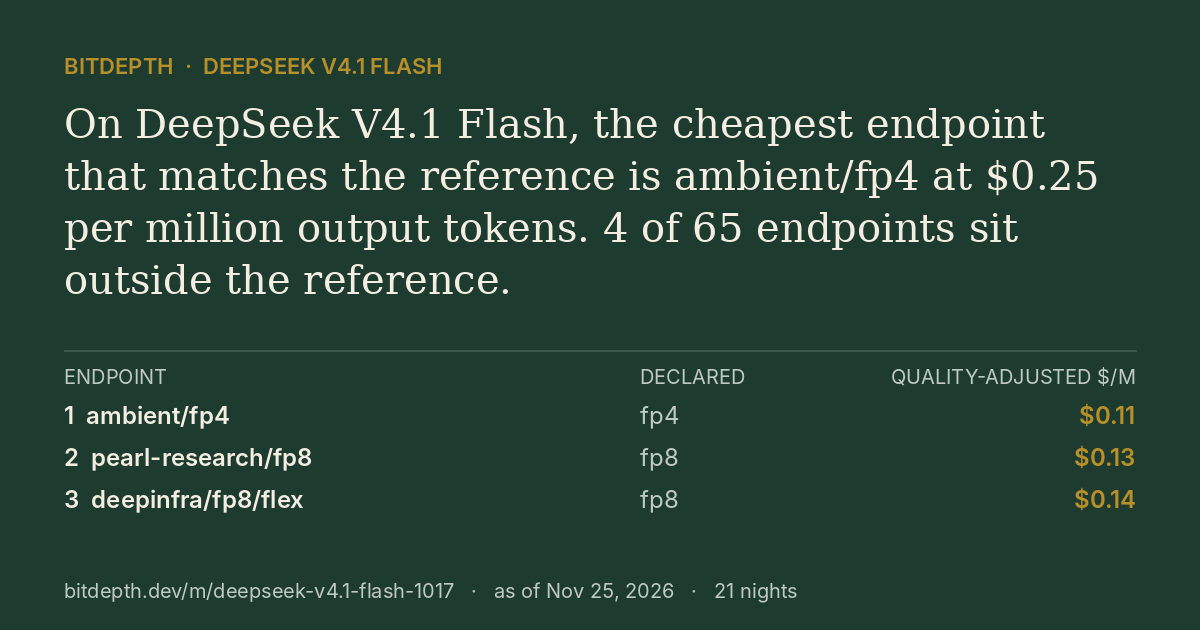 BITDEPTH · DEEPSEEK V4.1 FLASH
On DeepSeek V4.1 Flash, the cheapest endpoint
that matches the reference is ambient/fp4 at $0.25
per million output tokens. 4 of 65 endpoints sit
outside the reference.
ENDPOINT DECLARED QUALITY-ADJUSTED $/M
1 ambient/fp4 fp4 $0.11
2 pearl-research/fp8 fp8 $0.13
3 deepinfra/fp8/flex fp8 $0.14
bitdepth.dev/m/deepseek-v4.1-flash-1017 · as of Nov 25, 2026 · 21 nights